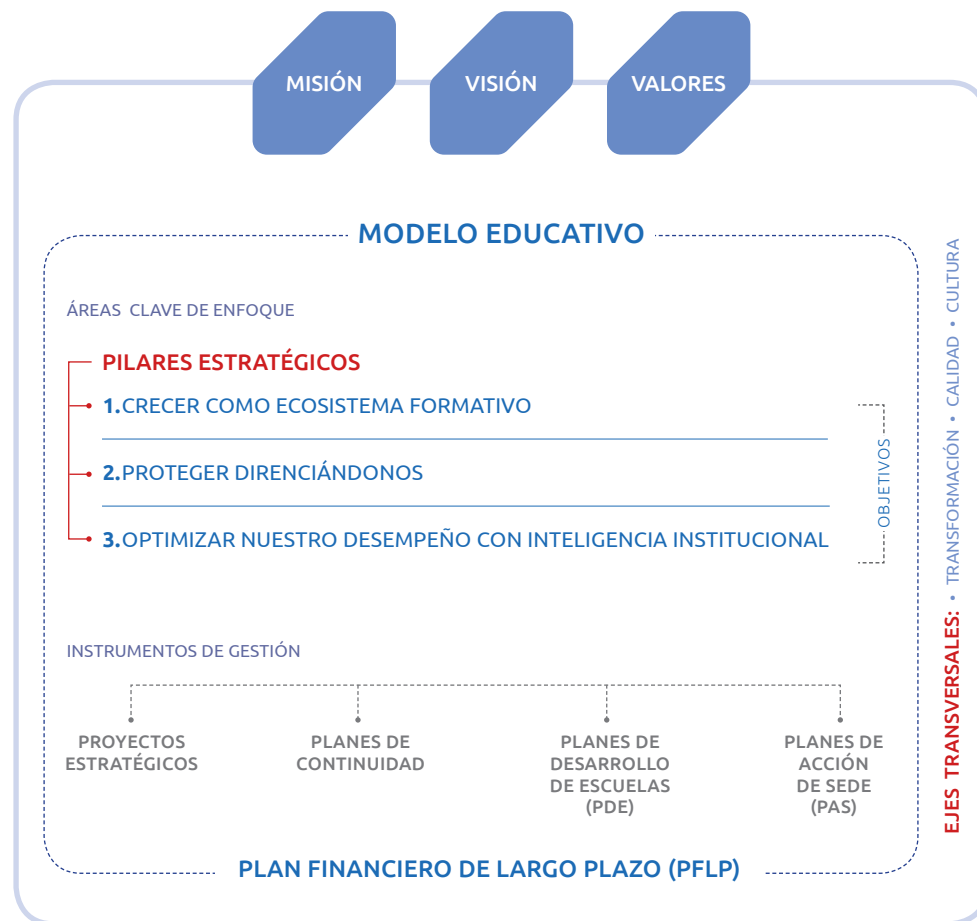 MISIÓN
VISIÓN
VALORES
MODELO EDUCATIVO
ÁREAS CLAVE DE ENFOQUE
PILARES ESTRATÉGICOS
1.CRECER COMO ECOSISTEMA FORMATIVO
2.PROTEGER DIRENCIÁNDONOS
3.OPTIMIZAR NUESTRO DESEMPEÑO CON INTELIGENCIA INSTITUCIONAL
OBJETIVOS
INSTRUMENTOS DE GESTIÓN
PROYECTOS
ESTRATÉGICOS
PLANES DE
CONTINUIDAD
PLANES DE
DESARROLLO
DE ESCUELAS
(PDE)
PLANES DE
ACCIÓN
DE SEDE
(PAS)
PLAN FINANCIERO DE LARGO PLAZO (PFLP)
EJES TRANSVERSALES: • TRANSFORMACIÓN • CALIDAD • CULTURA